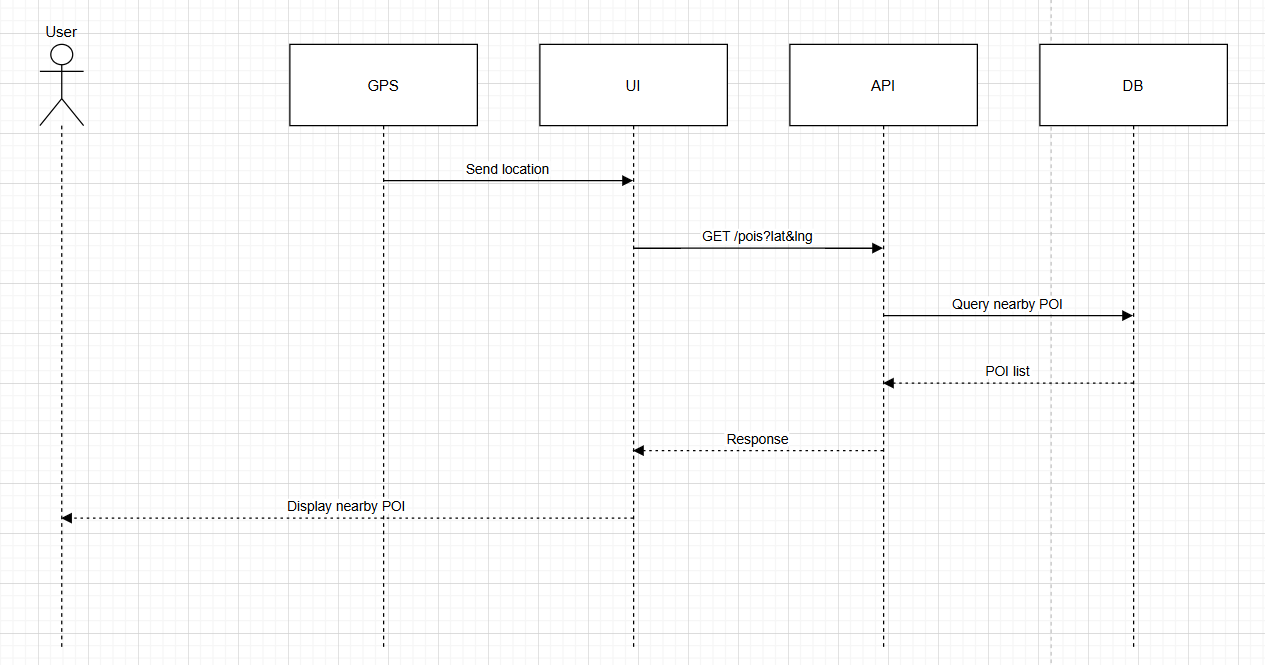 User
GPS
UI
API
DB
Send location
GET /pois?lat&lng
Query nearby POI
POI list
Response
Display nearby POI